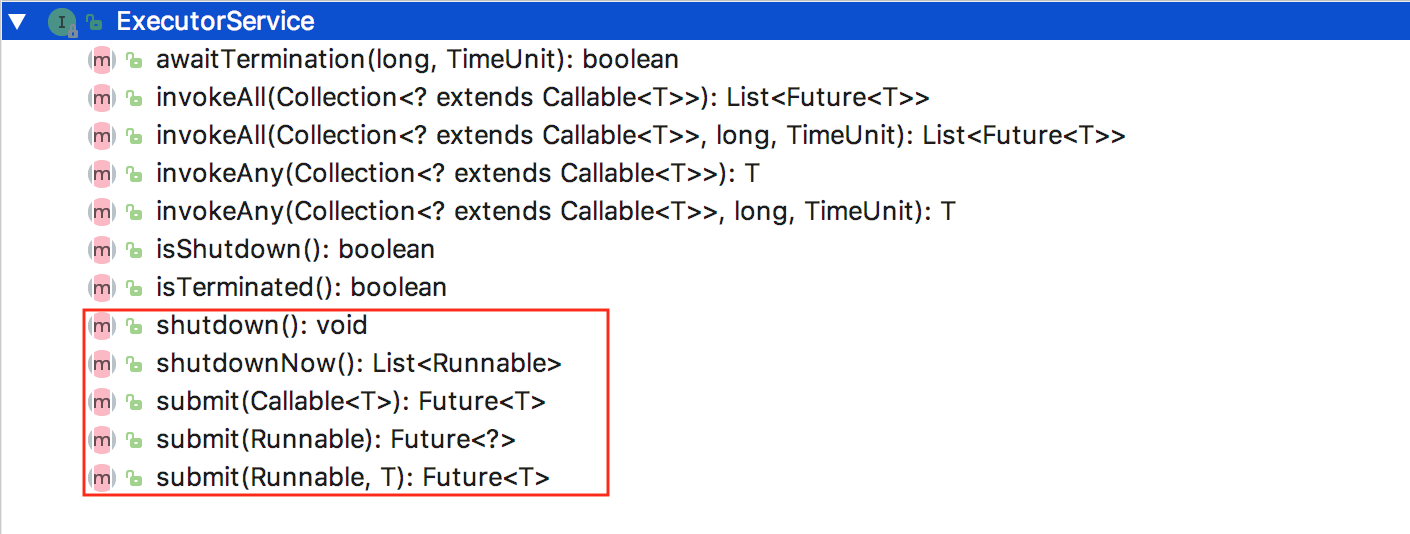 ExecutorService
awaitTermination(long, TimeUnit): boolean
invokeAll(Collection<? extends Callable<T>>): List<Future<T>>
invokeAll(Collection<? extends Callable<T>>, long, TimeUnit): List<Future<T>>
invokeAny(Collection<? extends Callable<T>>): T
invokeAny(Collection<? extends Callable<T>>, long, TimeUnit): T
isShutdown(): boolean
isTerminated(): boolean
shutdown(): void
shutdownNow(): List<Runnable>
submit(Callable<T>): Future<T>
submit(Runnable): Future<?>
submit(Runnable, T): Future<T>